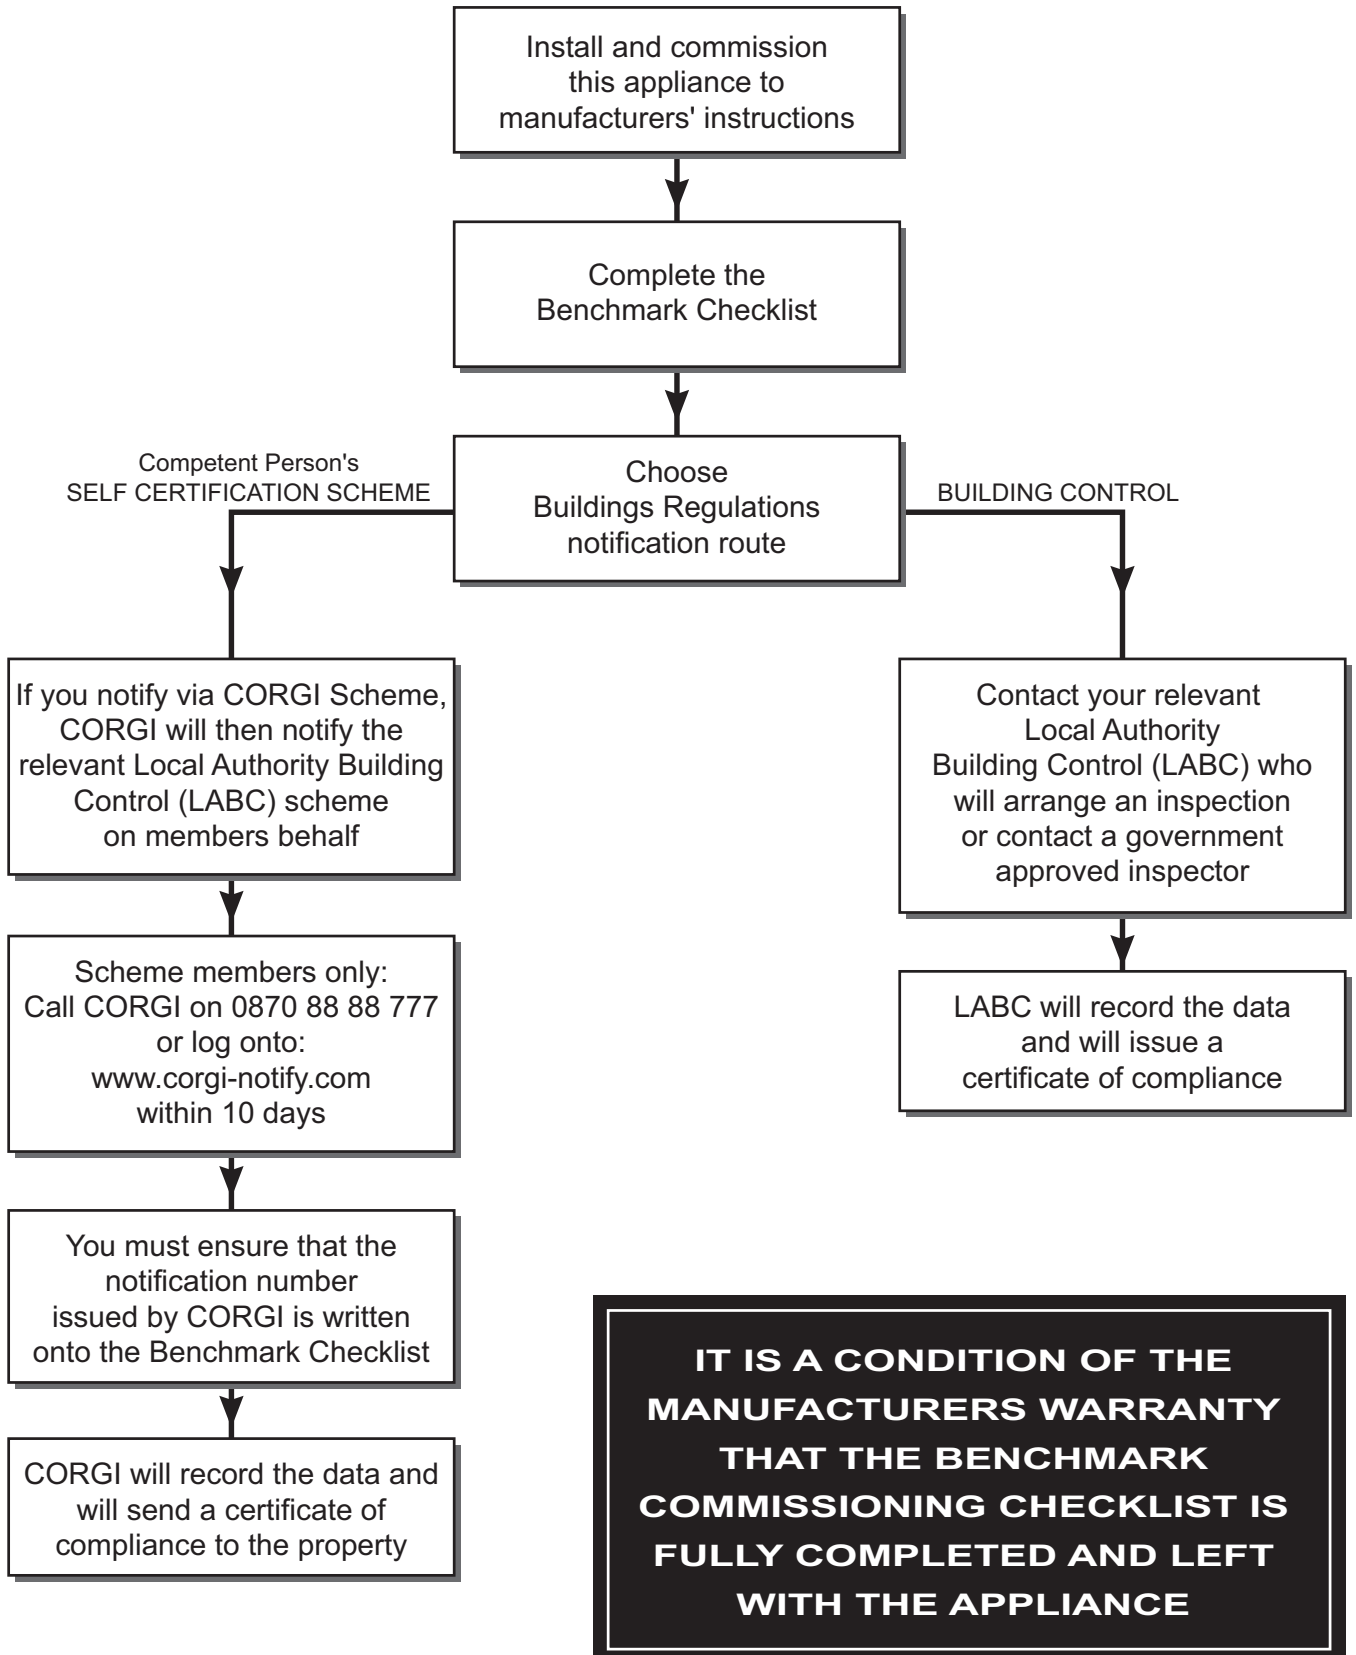 Install and commission
this appliance to
manufacturers' instructions
Complete the
Benchmark Checklist
Choose
Buildings Regulations
notification route
Competent Person's
SELF CERTIFICATION SCHEME
BUILDING CONTROL
If you notify via CORGI Scheme,
CORGI will then notify the
relevant Local Authority Building
Control (LABC) scheme
on members behalf
Scheme members only:
Call CORGI on 0870 88 88 777
or log onto:
www.corgi-notify.com
within 10 days
You must ensure that the
notification number
issued by CORGI is written
onto the Benchmark Checklist
CORGI will record the data and
will send a certificate of
compliance to the property
Contact your relevant
Local Authority
Building Control (LABC) who
will arrange an inspection
or contact a government
approved inspector
LABC will record the data
and will issue a
certificate of compliance
IT IS A CONDITION OF THE
MANUFACTURERS WARRANTY
THAT THE BENCHMARK
COMMISSIONING CHECKLIST IS
FULLY COMPLETED AND LEFT
WITH THE APPLIANCE